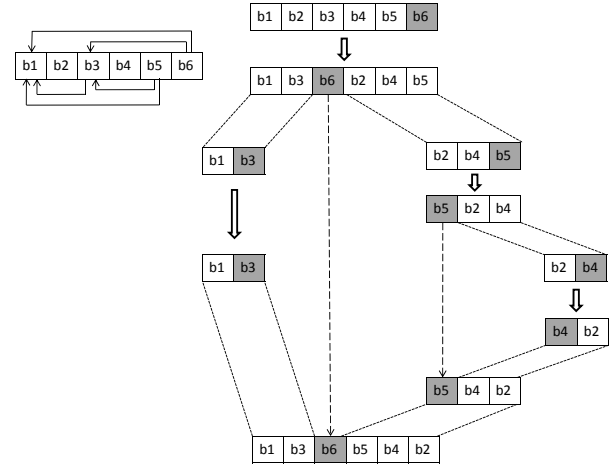 b1 b2 b3 b4 b5 b6
b1 b2 b3 b4 b5 b6
b1 b3 b6 b2 b4 b5
b1 b3
b2 b4 b5
b5 b2 b4
b1 b3
b2 b4
b4 b2
b5 b4 b2
b1 b3 b6 b5 b4 b2